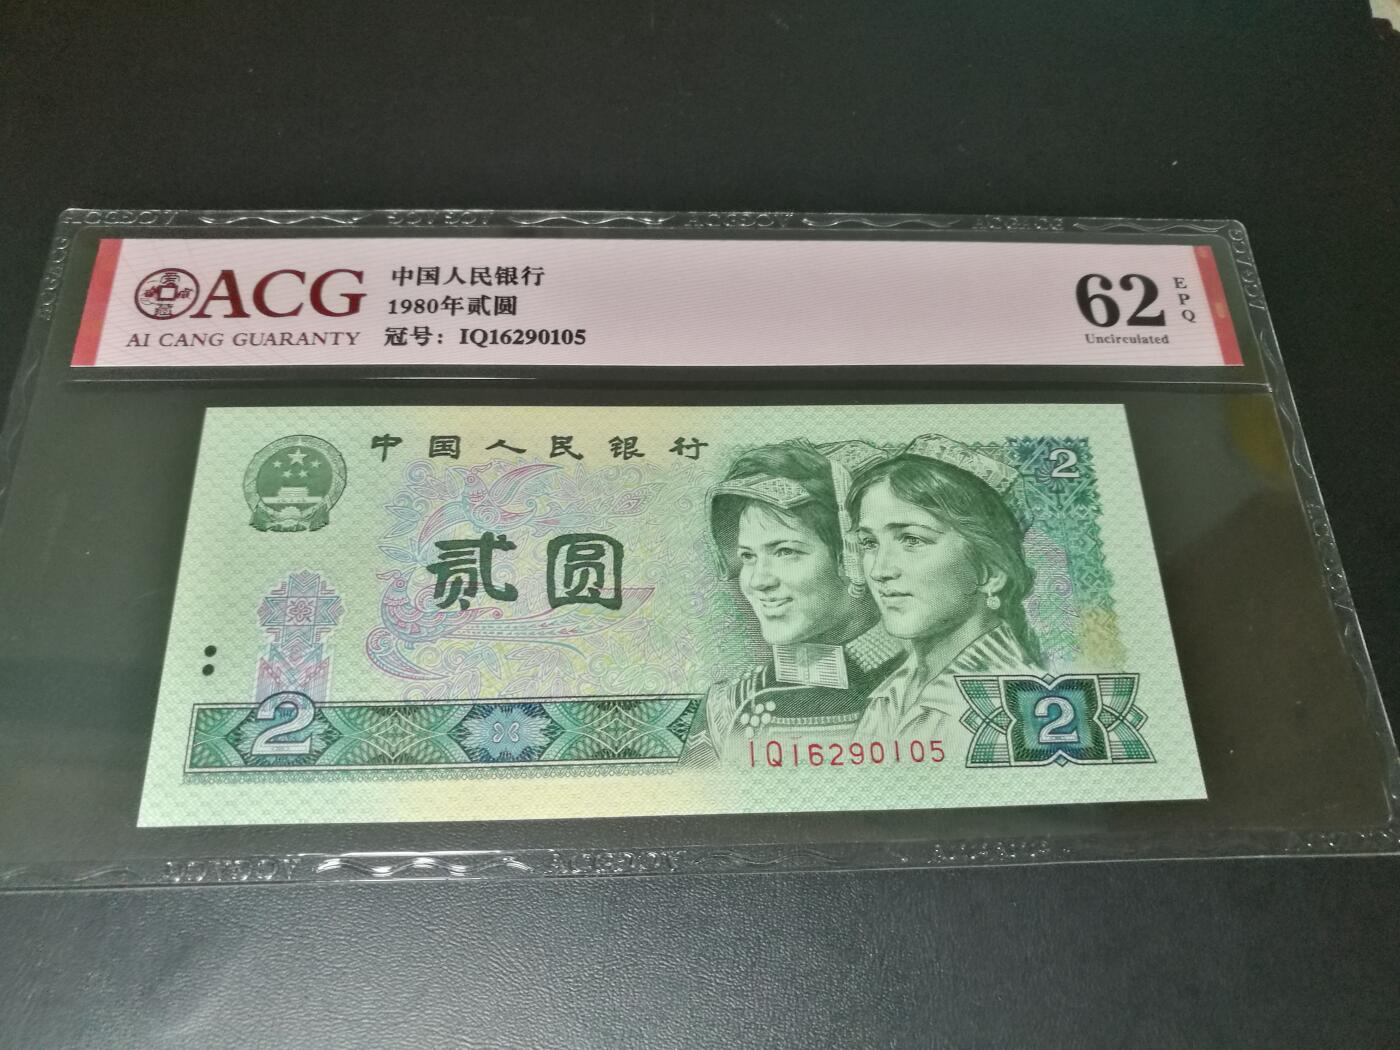 ACG
AI CANG GUARANTY
中国人民银行
1980年贰圆
冠号：IQ16290105
62
EPQ
Uncirculated
中国人民银行
2
贰圆
2
2
IQ16290105